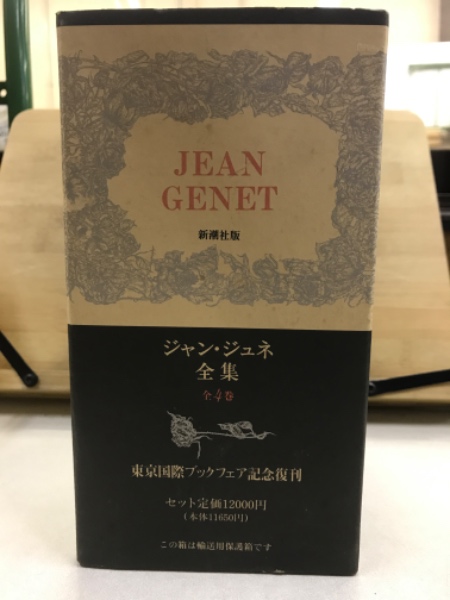 JEAN
GENET
新潮社版
ジャン・ジュネ
全集
全4巻
東京国際ブックフェア記念復刊
セット定価12000円
(本体11650円)
この箱は輸送用保護箱です